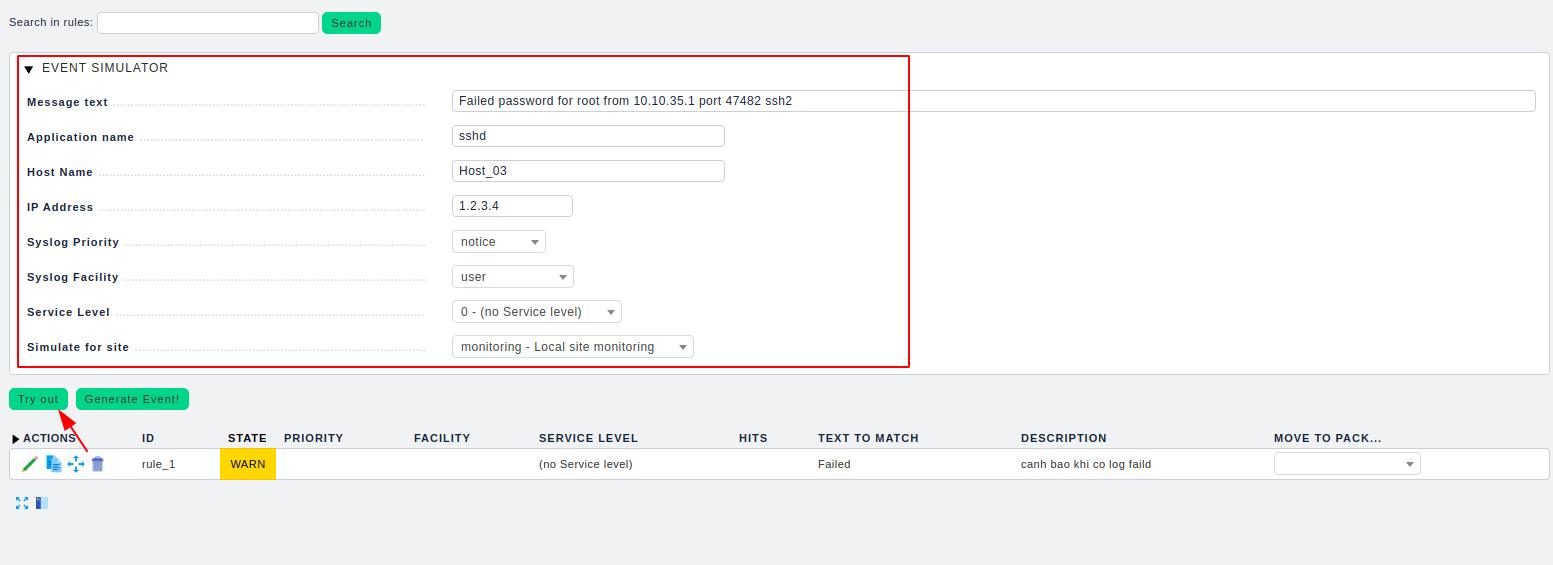 Search in rules: Search
EVENT SIMULATOR
Message text Failed password for root from 10.10.35.1 port 47482 ssh2
Application name sshd
Host Name Host_03
IP Address 1.2.3.4
Syslog Priority notice
Syslog Facility user
Service Level 0 - (no Service level)
Simulate for site monitoring - Local site monitoring
Try out Generate Event!
ACTIONS ID STATE PRIORITY FACILITY SERVICE LEVEL HITS TEXT TO MATCH DESCRIPTION MOVE TO PACK...
rule_1 WARN (no Service level) Failed canh bao khi co log faild